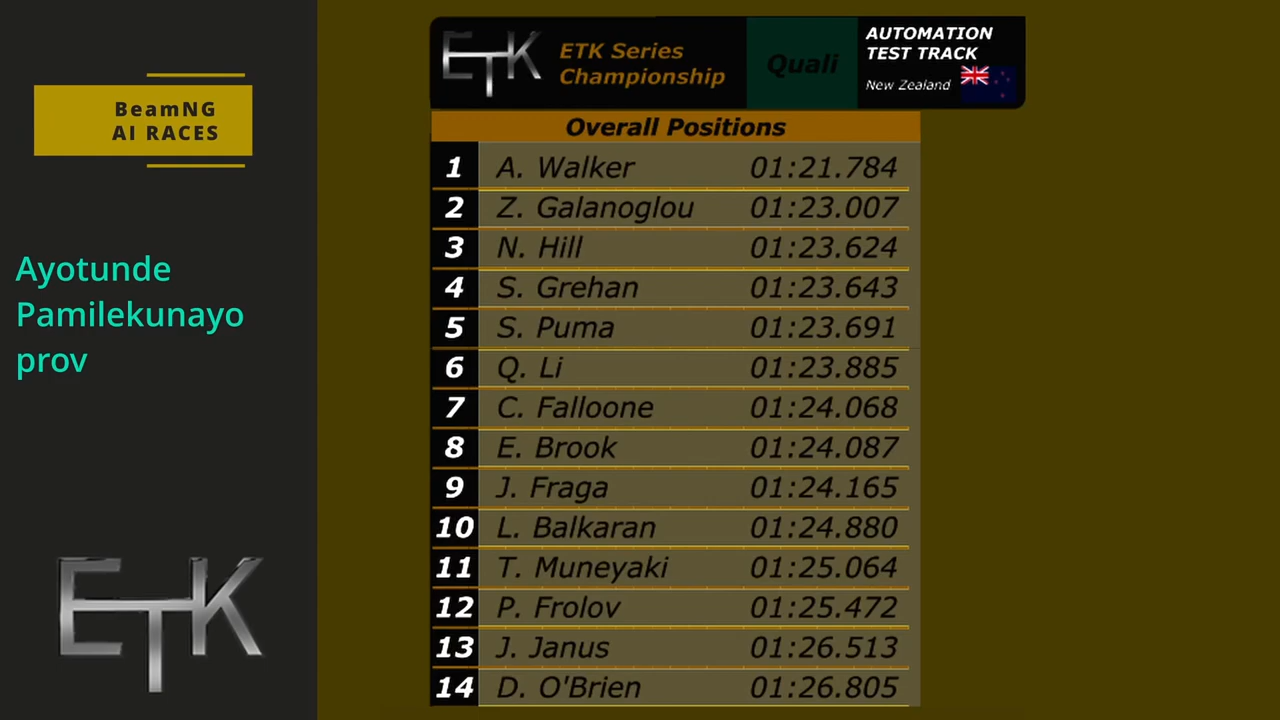 BeamNG
AI RACES
Ayotunde
Pamilekunayo
prov
ETK
ETK Series
Championship
Quali
AUTOMATION
TEST TRACK
New Zealand
Overall Positions
1 A. Walker 01:21.784
2 Z. Galanoglou 01:23.007
3 N. Hill 01:23.624
4 S. Grehan 01:23.643
5 S. Puma 01:23.691
6 Q. Li 01:23.885
7 C. Falloone 01:24.068
8 E. Brook 01:24.087
9 J. Fraga 01:24.165
10 L. Balkaran 01:24.880
11 T. Muneyaki 01:25.064
12 P. Frolov 01:25.472
13 J. Janus 01:26.513
14 D. O'Brien 01:26.805
ETK